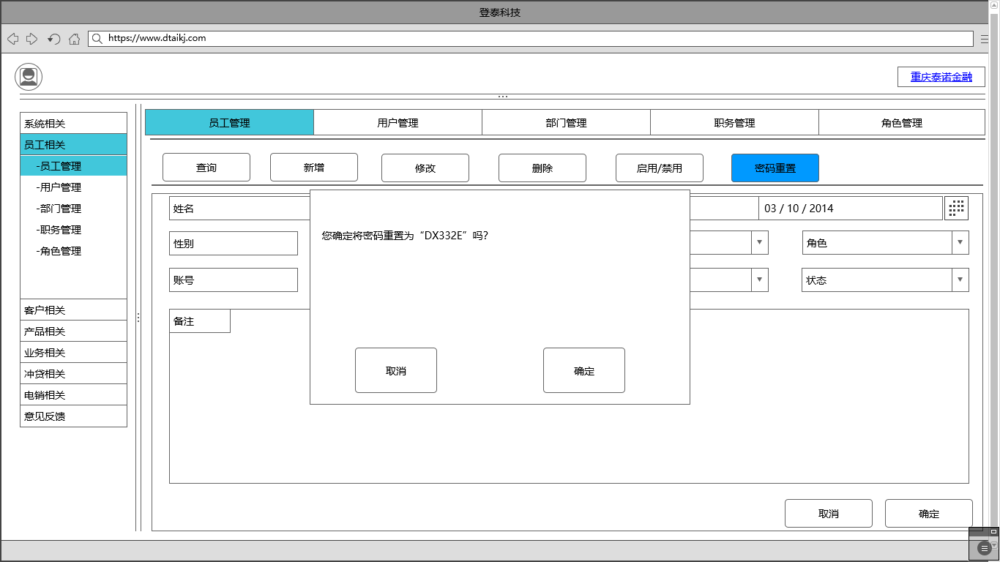 登泰科技
https://www.dtaikj.com
重庆泰诺金融
系统相关
员工相关
-员工管理
-用户管理
-部门管理
-职务管理
-角色管理
客户相关
产品相关
业务相关
冲贷相关
电销相关
意见反馈
员工管理 用户管理 部门管理 职务管理 角色管理
查询 新增 修改 删除 启用/禁用 密码重置
姓名 03 / 10 / 2014
性别 角色
账号 状态
备注
您确定将密码重置为“DX332E”吗?
取消 确定
取消 确定